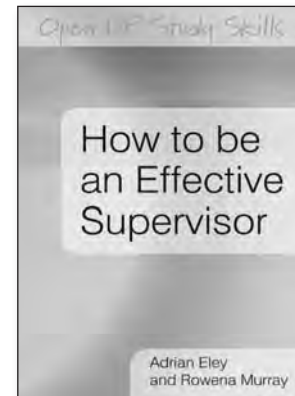 Open UP Study Skills
How to be
an Effective
Supervisor
Adrian Eley
and Rowena Murray